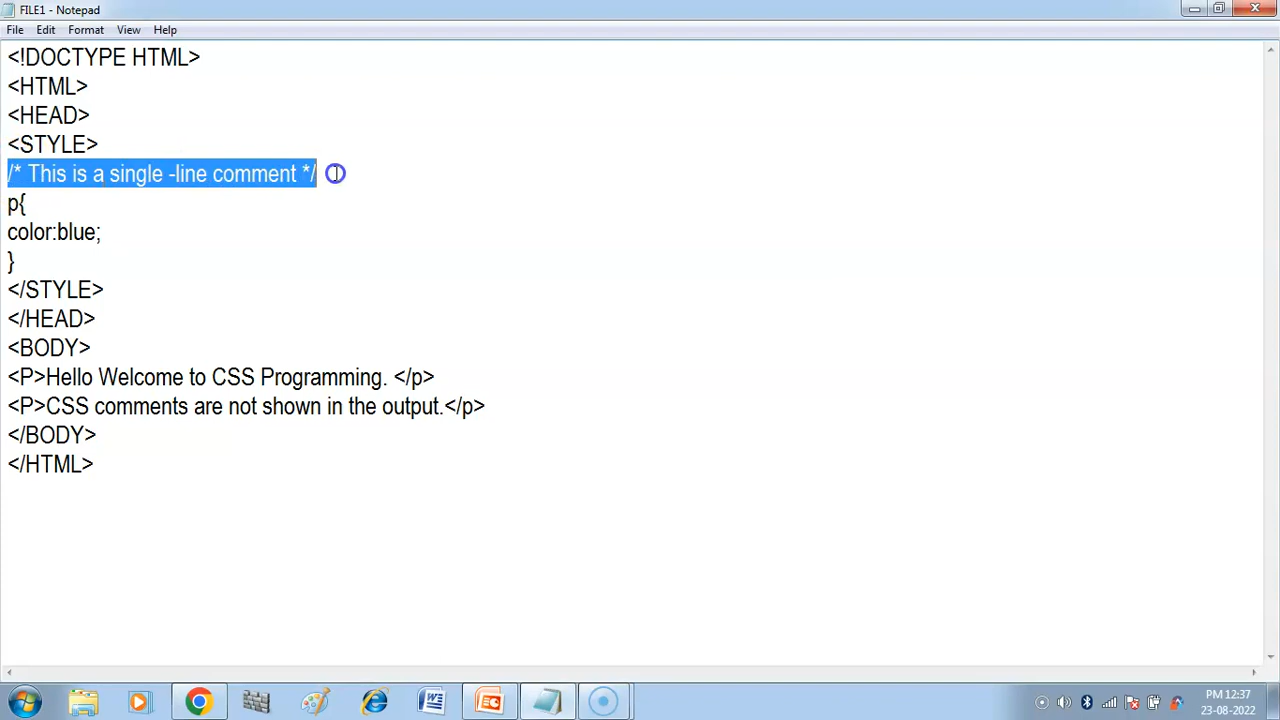 FILE1 - Notepad
File Edit Format View Help
<!DOCTYPE HTML>
<HTML>
<HEAD>
<STYLE>
/* This is a single -line comment */
p{
color:blue;
}
</STYLE>
</HEAD>
<BODY>
<P>Hello Welcome to CSS Programming. </p>
<P>CSS comments are not shown in the output.</p>
</BODY>
</HTML>
PM 12:37
23-08-2022